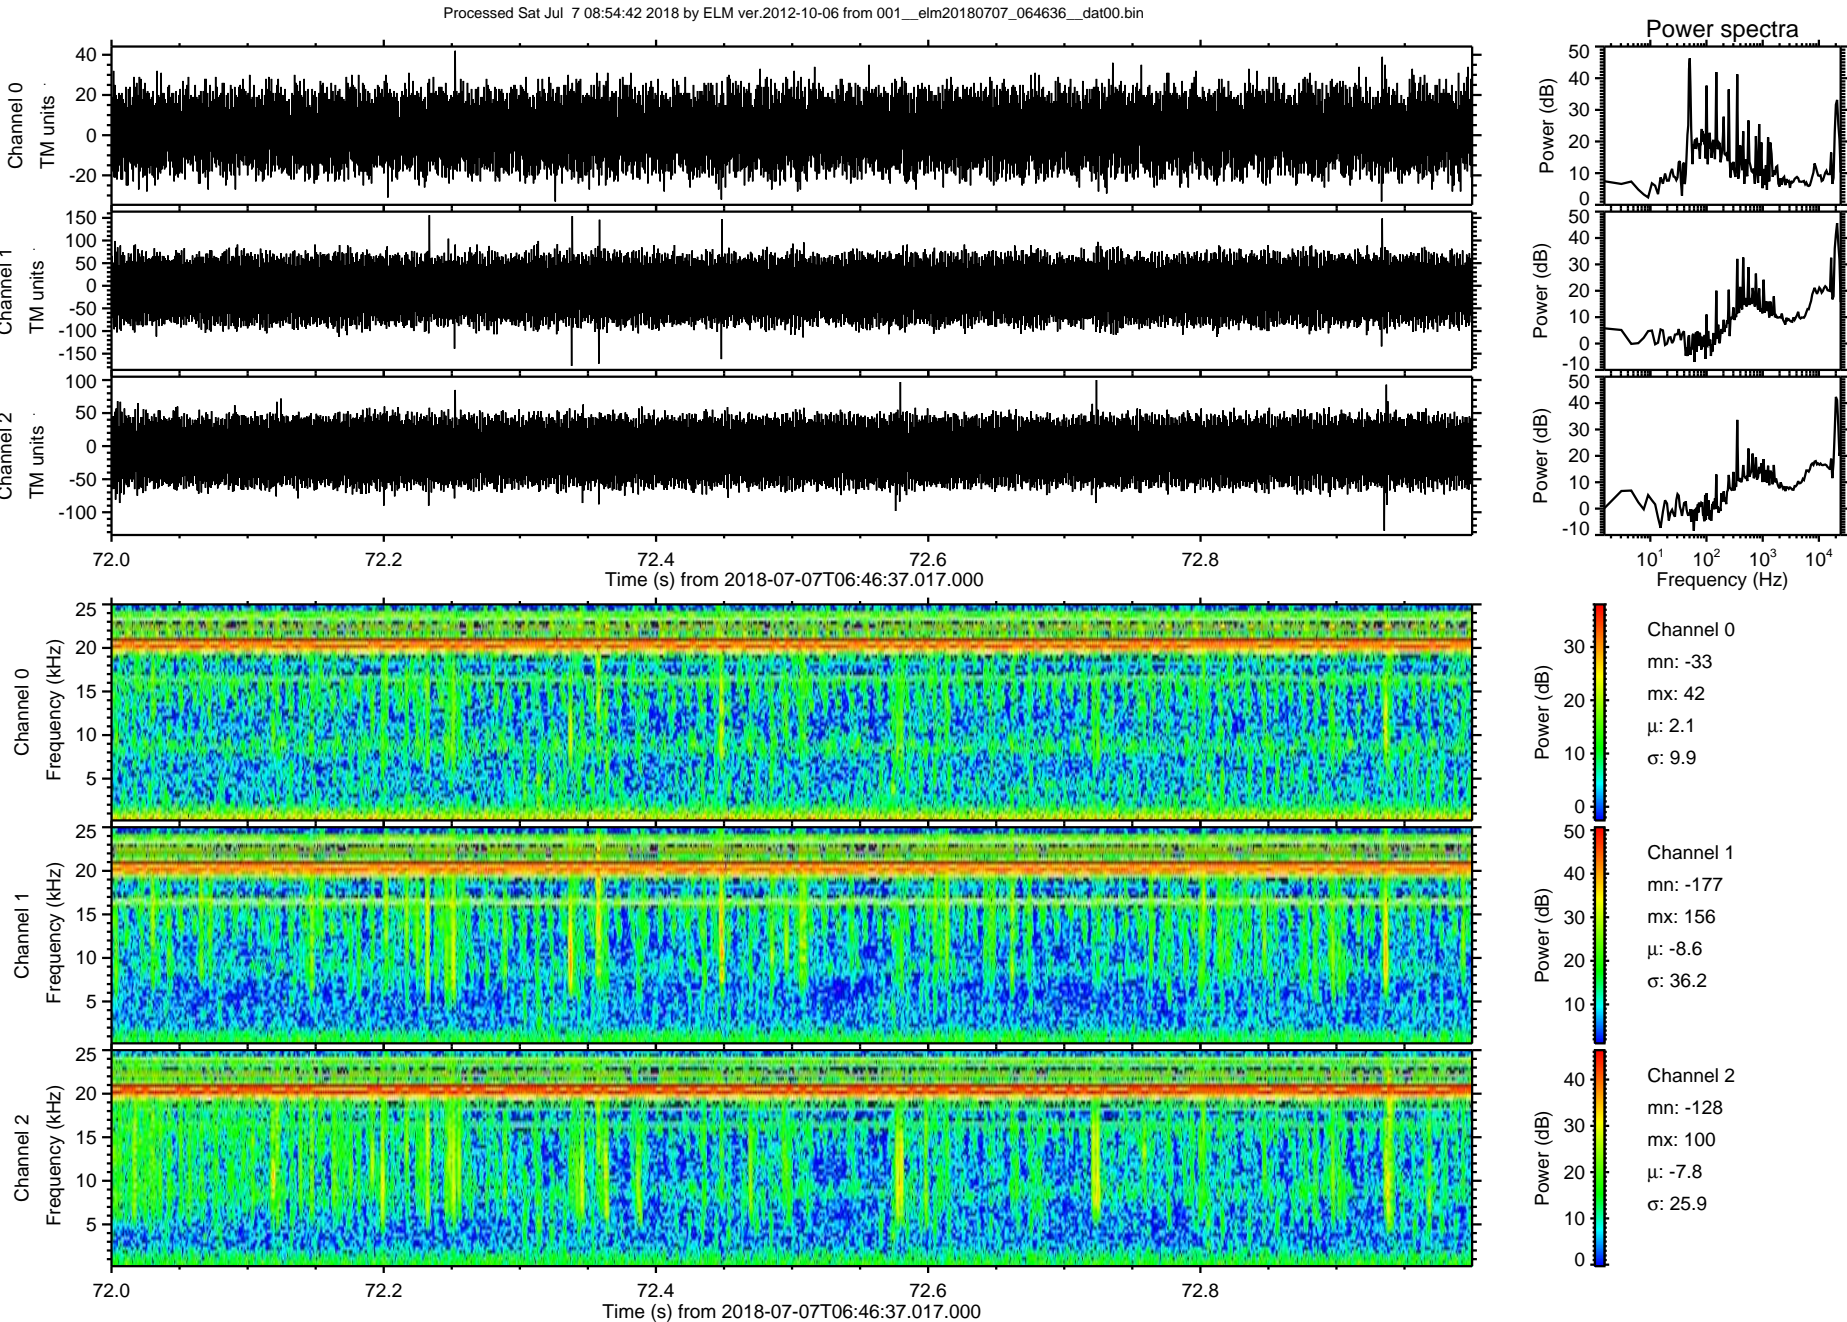 Processed Sat Jul 7 08:54:42 2018 by ELM ver.2012-10-06 from 001__elm20180707_064636__dat00.bin
Power spectra
Channel 0
TM units
40
20
0
-20
Power (dB)
50
40
30
20
10
0
Channel 1
TM units
150
100
50
0
-50
-100
-150
Power (dB)
50
40
30
20
10
0
-10
Channel 2
TM units
100
50
0
-50
-100
Power (dB)
50
40
30
20
10
0
-10
72.0 72.2 72.4 72.6 72.8
Time (s) from 2018-07-07T06:46:37.017.000
10¹ 10² 10³ 10⁴
Frequency (Hz)
Channel 0
Frequency (kHz)
25
20
15
10
5
Power (dB)
30
20
10
0
Channel 0
mn: -33
mx: 42
μ: 2.1
σ: 9.9
Channel 1
Frequency (kHz)
25
20
15
10
5
Power (dB)
50
40
30
20
10
Channel 1
mn: -177
mx: 156
μ: -8.6
σ: 36.2
Channel 2
Frequency (kHz)
25
20
15
10
5
Power (dB)
40
30
20
10
0
Channel 2
mn: -128
mx: 100
μ: -7.8
σ: 25.9
72.0 72.2 72.4 72.6 72.8
Time (s) from 2018-07-07T06:46:37.017.000